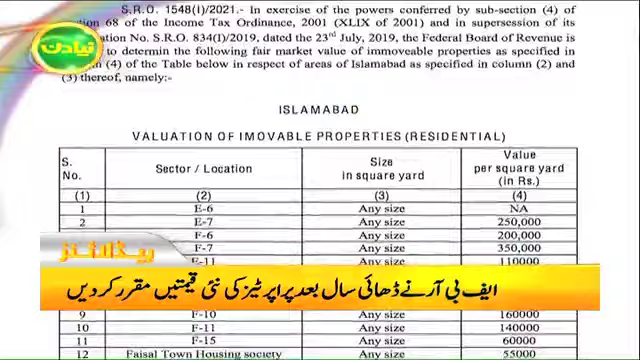 S.R.O. 1548(I)/2021.- In exercise of the powers conferred by sub-section (4) of
68 of the Income Tax Ordinance, 2001 (XLIX of 2001) and in supersession of its
No. S.R.O. 834(I)/2019, dated the 23rd July, 2019, the Federal Board of Revenue is
to determin the following fair market value of immoveable properties as specified in
(4) of the Table below in respect of areas of Islamabad as specified in column (2) and
(3) thereof, namely:-
نیا دن
ISLAMABAD
VALUATION OF IMOVABLE PROPERTIES (RESIDENTIAL)
S. No. Sector / Location Size in square yard Value per square yard (in Rs.)
(1) (2) (3) (4)
1 E-6 Any size NA
2 E-7 Any size 250,000
F-6 Any size 200,000
F-7 Any size 350,000
E-11 Any size 110000
ہیڈلائنز
ایف بی آر نے ڈھائی سال بعد پراپرٹیز کی نئی قیمتیں مقرر کر دیں
9 F-10 Any size 160000
10 F-11 Any size 140000
11 F-15 Any size 60000
12 Faisal Town Housing society Any size 55000